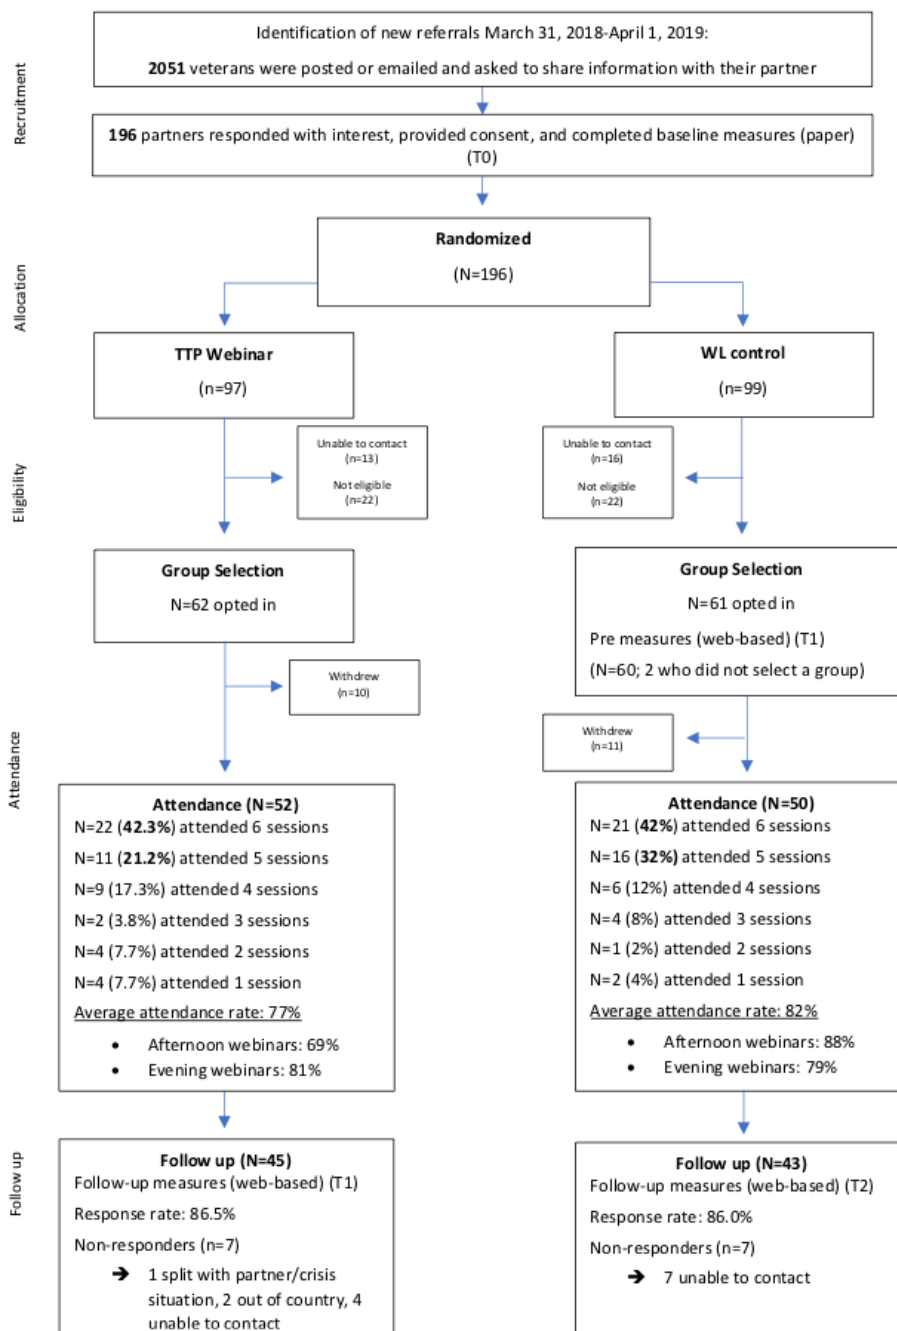 Recruitment
Identification of new referrals March 31, 2018-April 1, 2019:
2051 veterans were posted or emailed and asked to share information with their partner
196 partners responded with interest, provided consent, and completed baseline measures (paper)
(T0)
Allocation
Randomized
(N=196)
TTP Webinar
(n=97)
WL control
(n=99)
Eligibility
Unable to contact
(n=13)
Not eligible
(n=22)
Unable to contact
(n=16)
Not eligible
(n=22)
Group Selection
N=62 opted in
Group Selection
N=61 opted in
Pre measures (web-based) (T1)
(N=60; 2 who did not select a group)
Withdrew
(n=10)
Withdrew
(n=11)
Attendance
Attendance (N=52)
N=22 (42.3%) attended 6 sessions
N=11 (21.2%) attended 5 sessions
N=9 (17.3%) attended 4 sessions
N=2 (3.8%) attended 3 sessions
N=4 (7.7%) attended 2 sessions
N=4 (7.7%) attended 1 session
Average attendance rate: 77%
• Afternoon webinars: 69%
• Evening webinars: 81%
Attendance (N=50)
N=21 (42%) attended 6 sessions
N=16 (32%) attended 5 sessions
N=6 (12%) attended 4 sessions
N=4 (8%) attended 3 sessions
N=1 (2%) attended 2 sessions
N=2 (4%) attended 1 session
Average attendance rate: 82%
• Afternoon webinars: 88%
• Evening webinars: 79%
Follow up
Follow up (N=45)
Follow-up measures (web-based) (T1)
Response rate: 86.5%
Non-responders (n=7)
➔ 1 split with partner/crisis
situation, 2 out of country, 4
unable to contact
Follow up (N=43)
Follow-up measures (web-based) (T2)
Response rate: 86.0%
Non-responders (n=7)
➔ 7 unable to contact